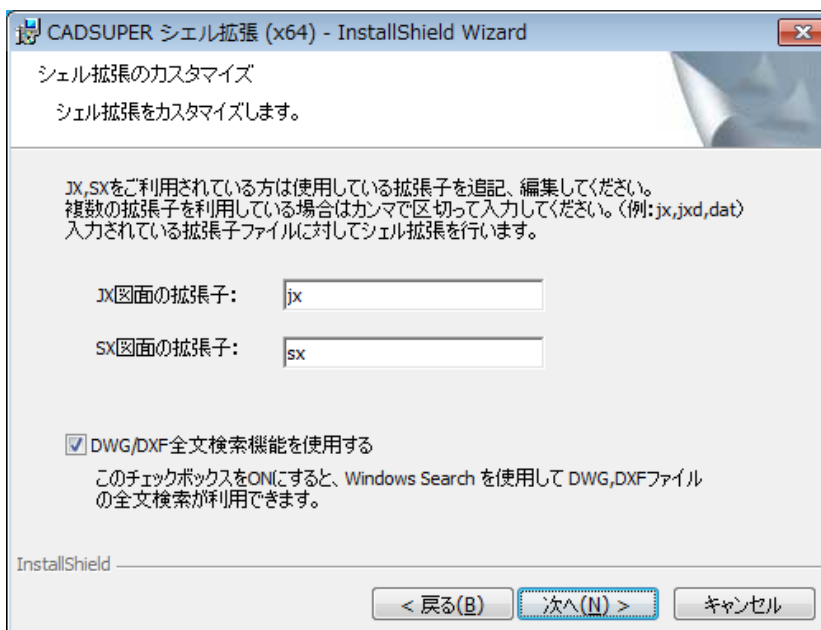 CADSUPER シェル拡張 (x64) - InstallShield Wizard
シェル拡張のカスタマイズ
シェル拡張をカスタマイズします。
JX,SXをご利用されている方は使用している拡張子を追記、編集してください。
複数の拡張子を利用している場合はカンマで区切って入力してください。(例:jx,jxd,dat)
入力されている拡張子ファイルに対してシェル拡張を行います。
JX図面の拡張子: jx
SX図面の拡張子: sx
DWG/DXF全文検索機能を使用する
このチェックボックスをONにすると、Windows Search を使用して DWG,DXFファイル
の全文検索が利用できます。
InstallShield
< 戻る(B) 次へ(N) > キャンセル